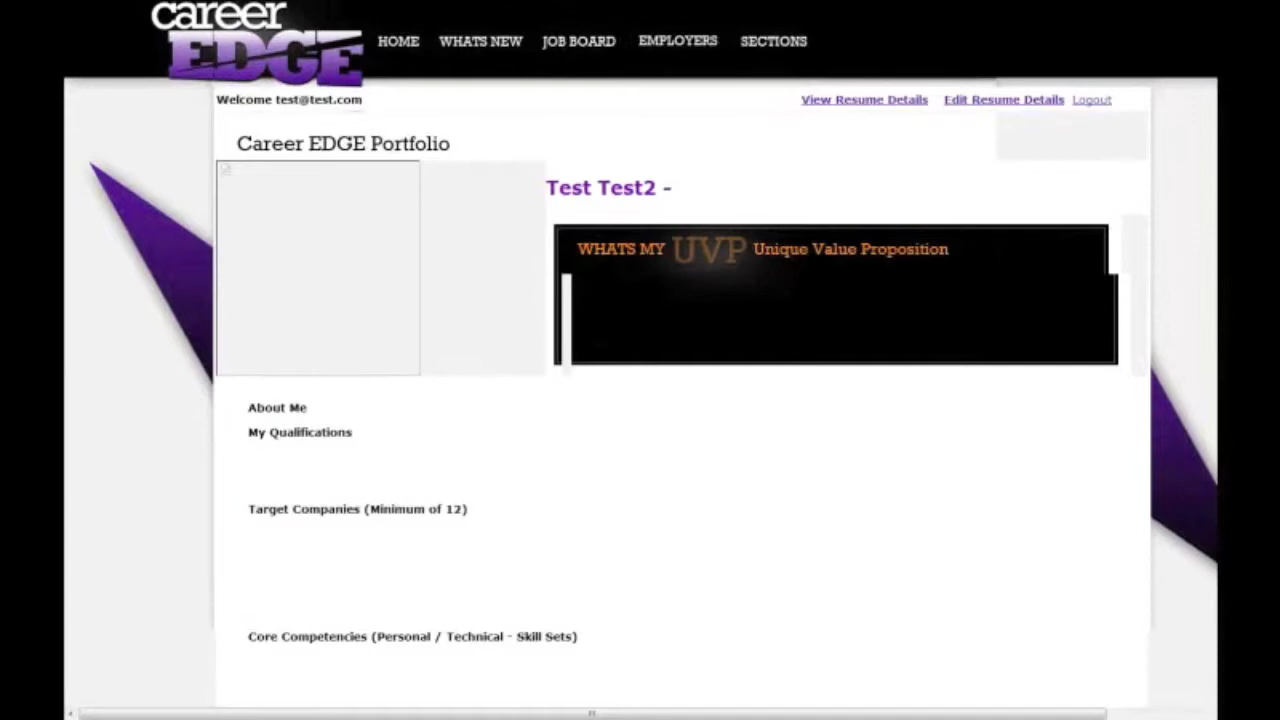 career
EDGE
HOME WHATS NEW JOB BOARD EMPLOYERS SECTIONS
Welcome test@test.com View Resume Details Edit Resume Details Logout
Career EDGE Portfolio
Test Test2 -
WHATS MY UVP Unique Value Proposition
About Me
My Qualifications
Target Companies (Minimum of 12)
Core Competencies (Personal / Technical - Skill Sets)